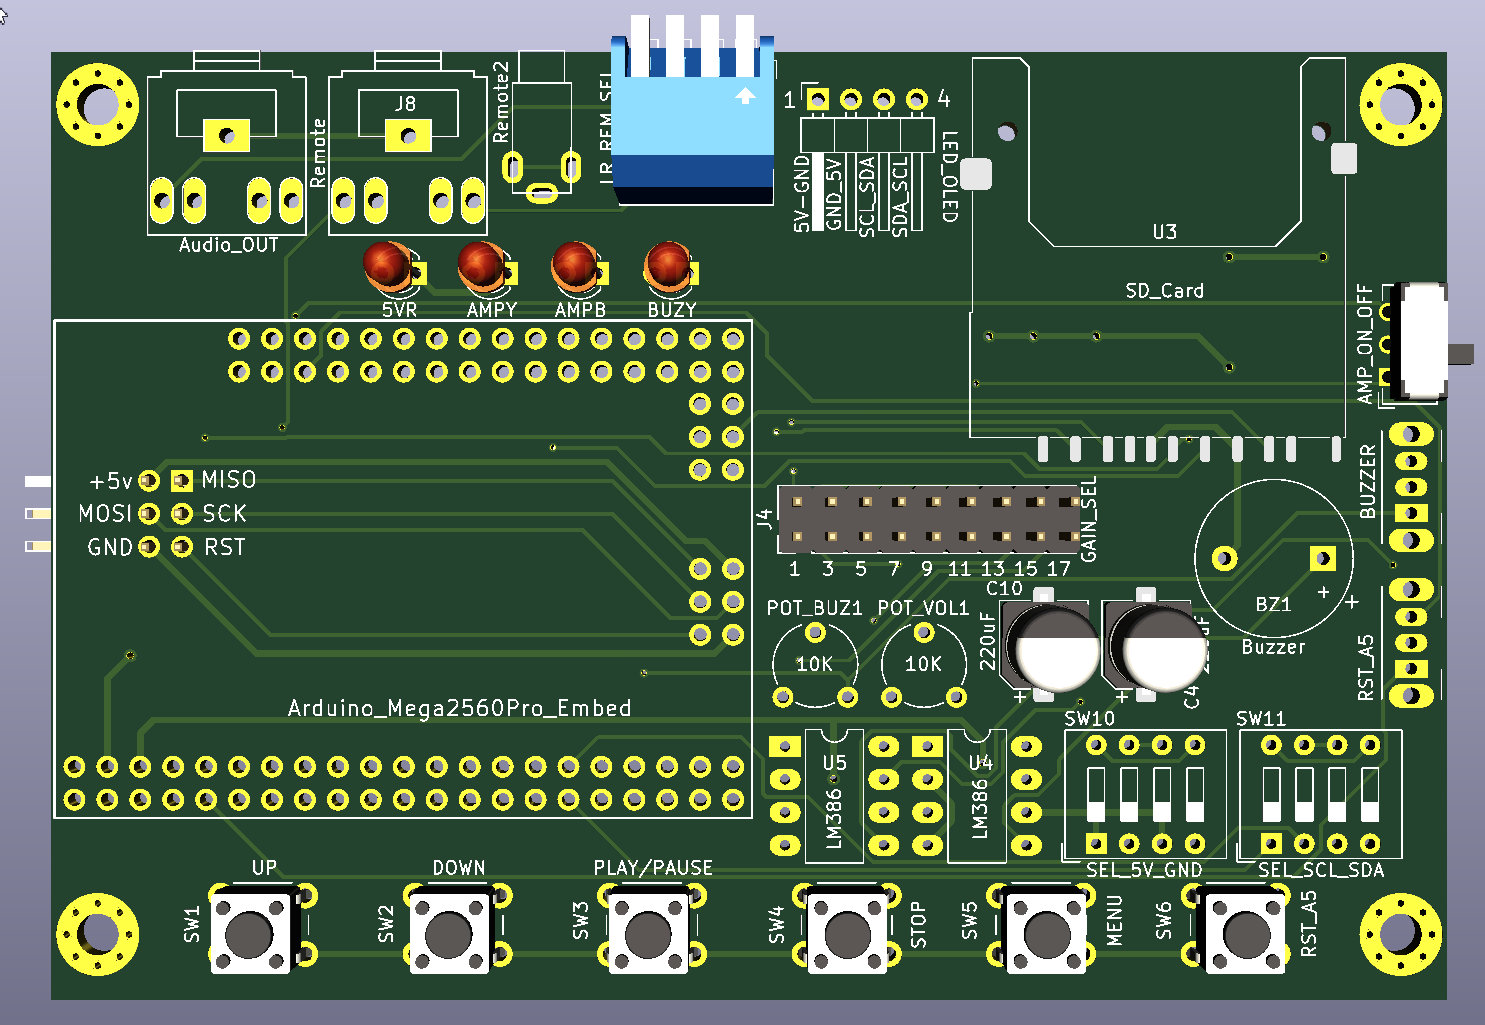 Remote
J8
Remote2
IR_REM_SEL
1
4
5V-GND
GND_5V
SCL_SDA
SDA_SCL
LED_OLED
U3
SD_Card
Audio_OUT
5VR
AMPY
AMPB
BUZY
AMP_ON_OFF
+5v
MISO
MOSI
SCK
GND
RST
J4
GAIN_SEL
1 3 5 7 9 11 13 15 17
BUZZER
C10
220uF
+
C4
+
POT_BUZ1
10K
POT_VOL1
10K
BZ1
+
+
Buzzer
RST_A5
Arduino_Mega2560Pro_Embed
U5
LM386
U4
LM386
SW10
SEL_5V_GND
SW11
SEL_SCL_SDA
UP
SW1
DOWN
SW2
PLAY/PAUSE
SW3
SW4
STOP
SW5
MENU
SW6
RST_A5